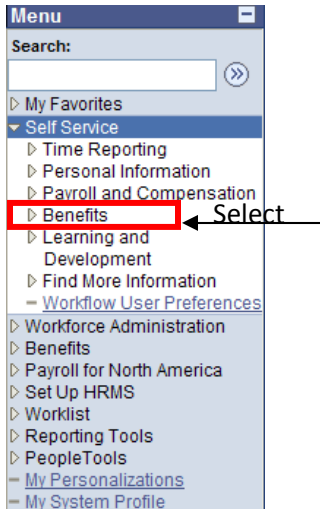 Menu
Search:
My Favorites
Self Service
Time Reporting
Personal Information
Payroll and Compensation
Benefits
Select
Learning and
Development
Find More Information
Workflow User Preferences
Workforce Administration
Benefits
Payroll for North America
Set Up HRMS
Worklist
Reporting Tools
PeopleTools
My Personalizations
My System Profile